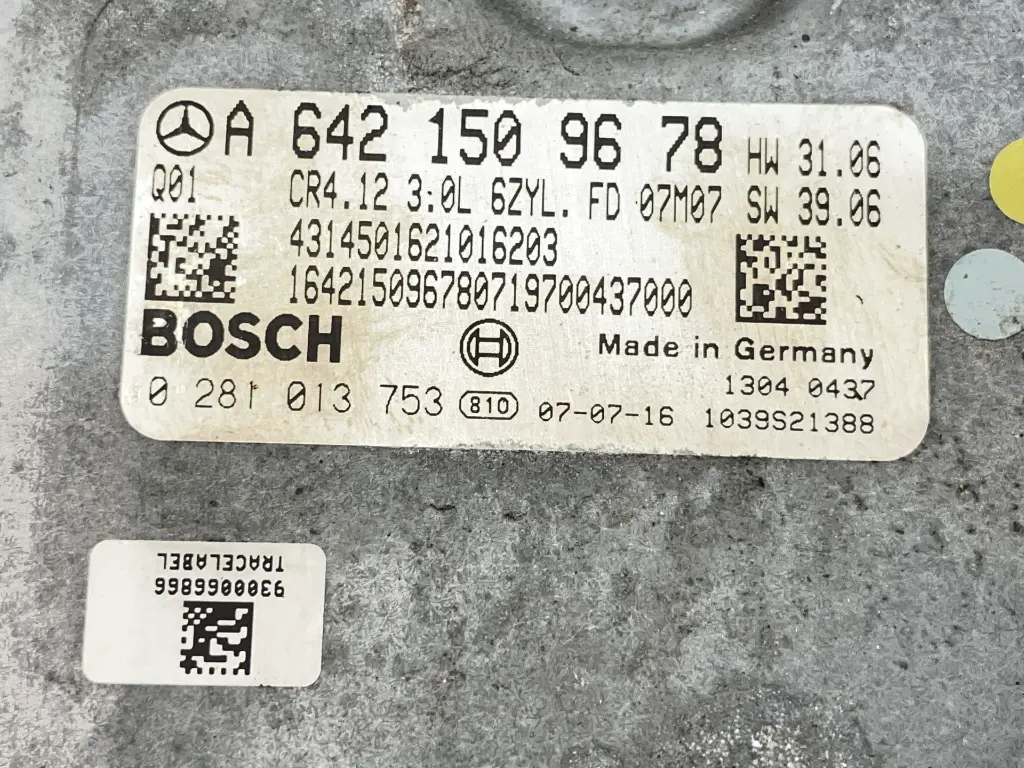 A 642 150 96 78 HW 31.06
Q01 CR4.12 3:0L 6ZYL. FD 07M07 SW 39.06
4314501621016203
164215096780719700437000
BOSCH Made in Germany
1304 0437
0 281 013 753 810 07-07-16 1039S21388
TRACELABEL
9300066866